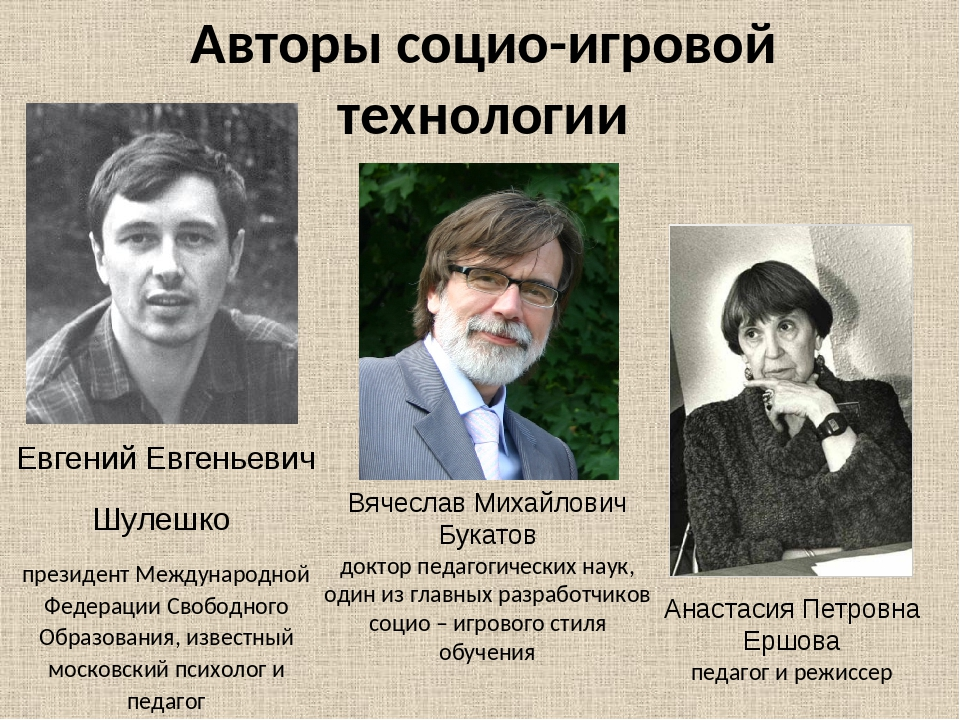 Авторы социо-игровой
технологии
Евгений Евгеньевич
Шулешко
президент Международной
Федерации Свободного
Образования, известный
московский психолог и
педагог
Вячеслав Михайлович
Букатов
доктор педагогических наук,
один из главных разработчиков
социо – игрового стиля
обучения
Анастасия Петровна
Ершова
педагог и режиссер